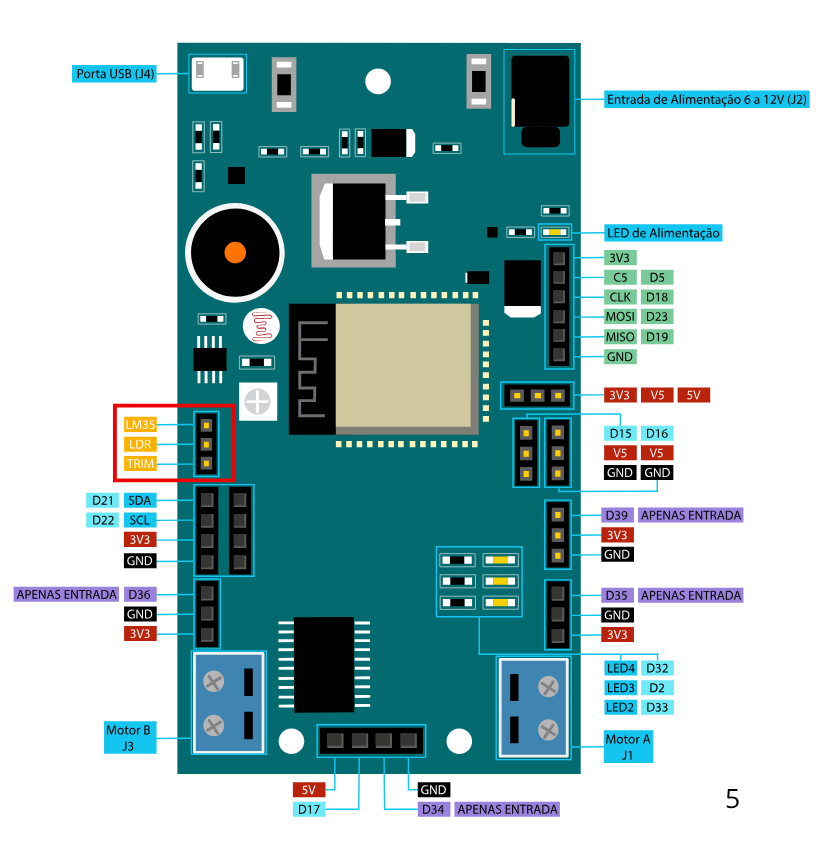 Porta USB (J4)
Entrada de Alimentação 6 a 12V (J2)
LED de Alimentação
3V3
C5 D5
CLK D18
MOSI D23
MISO D19
GND
3V3 V5 5V
LM35
LDR
TRIM
D15 D16
V5 V5
GND GND
D21 SDA
D22 SCL
3V3
GND
D39 APENAS ENTRADA
3V3
GND
APENAS ENTRADA D36
GND
3V3
D35 APENAS ENTRADA
GND
3V3
LED4 D32
LED3 D2
LED2 D33
Motor B
J3
Motor A
J1
5V
D17
GND
D34 APENAS ENTRADA
5